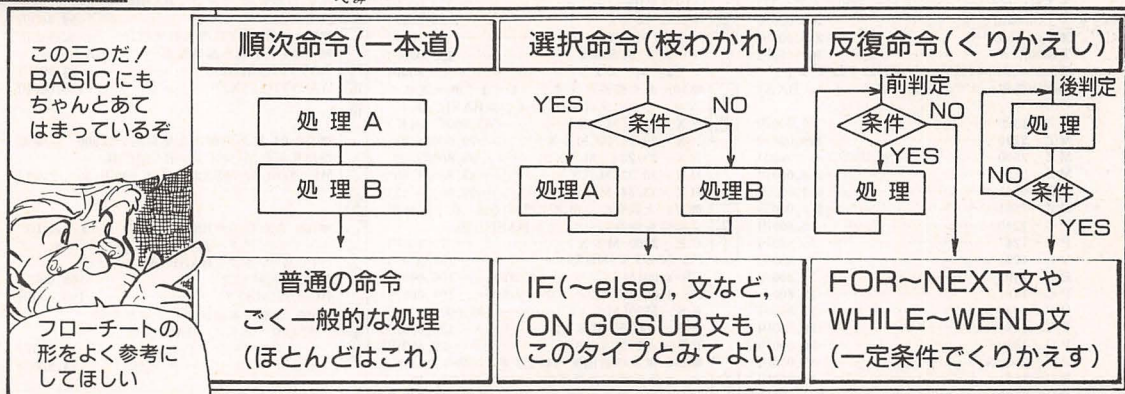 この三つだ!
BASICにも
ちゃんとあて
はまっているぞ
フローチートの
形をよく参考に
してほしい
順次命令(一本道)
処理A
処理B
普通の命令
ごく一般的な処理
(ほとんどはこれ)
選択命令(枝わかれ)
YES
NO
条件
処理A
処理B
IF(~else), 文など,
(ON GOSUB文も
このタイプとみてよい)
反復命令(くりかえし)
前判定
条件
NO
YES
処理
後判定
処理
NO
条件
YES
FOR~NEXT文や
WHILE~WEND文
(一定条件でくりかえす)